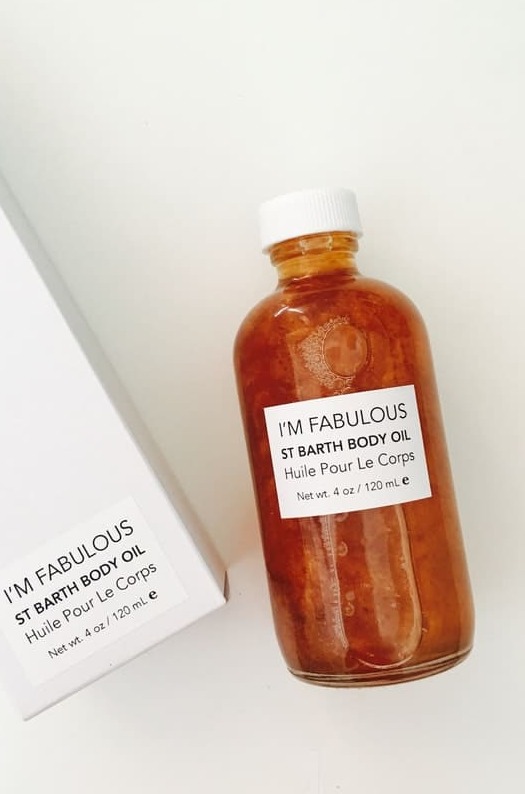 I'M FABULOUS
ST BARTH BODY OIL
Huile Pour Le Corps
Net wt. 4 oz / 120 mL e
I'M FABULOUS
ST BARTH BODY OIL
Huile Pour Le Corps
Net wt. 4 oz / 120 mL e